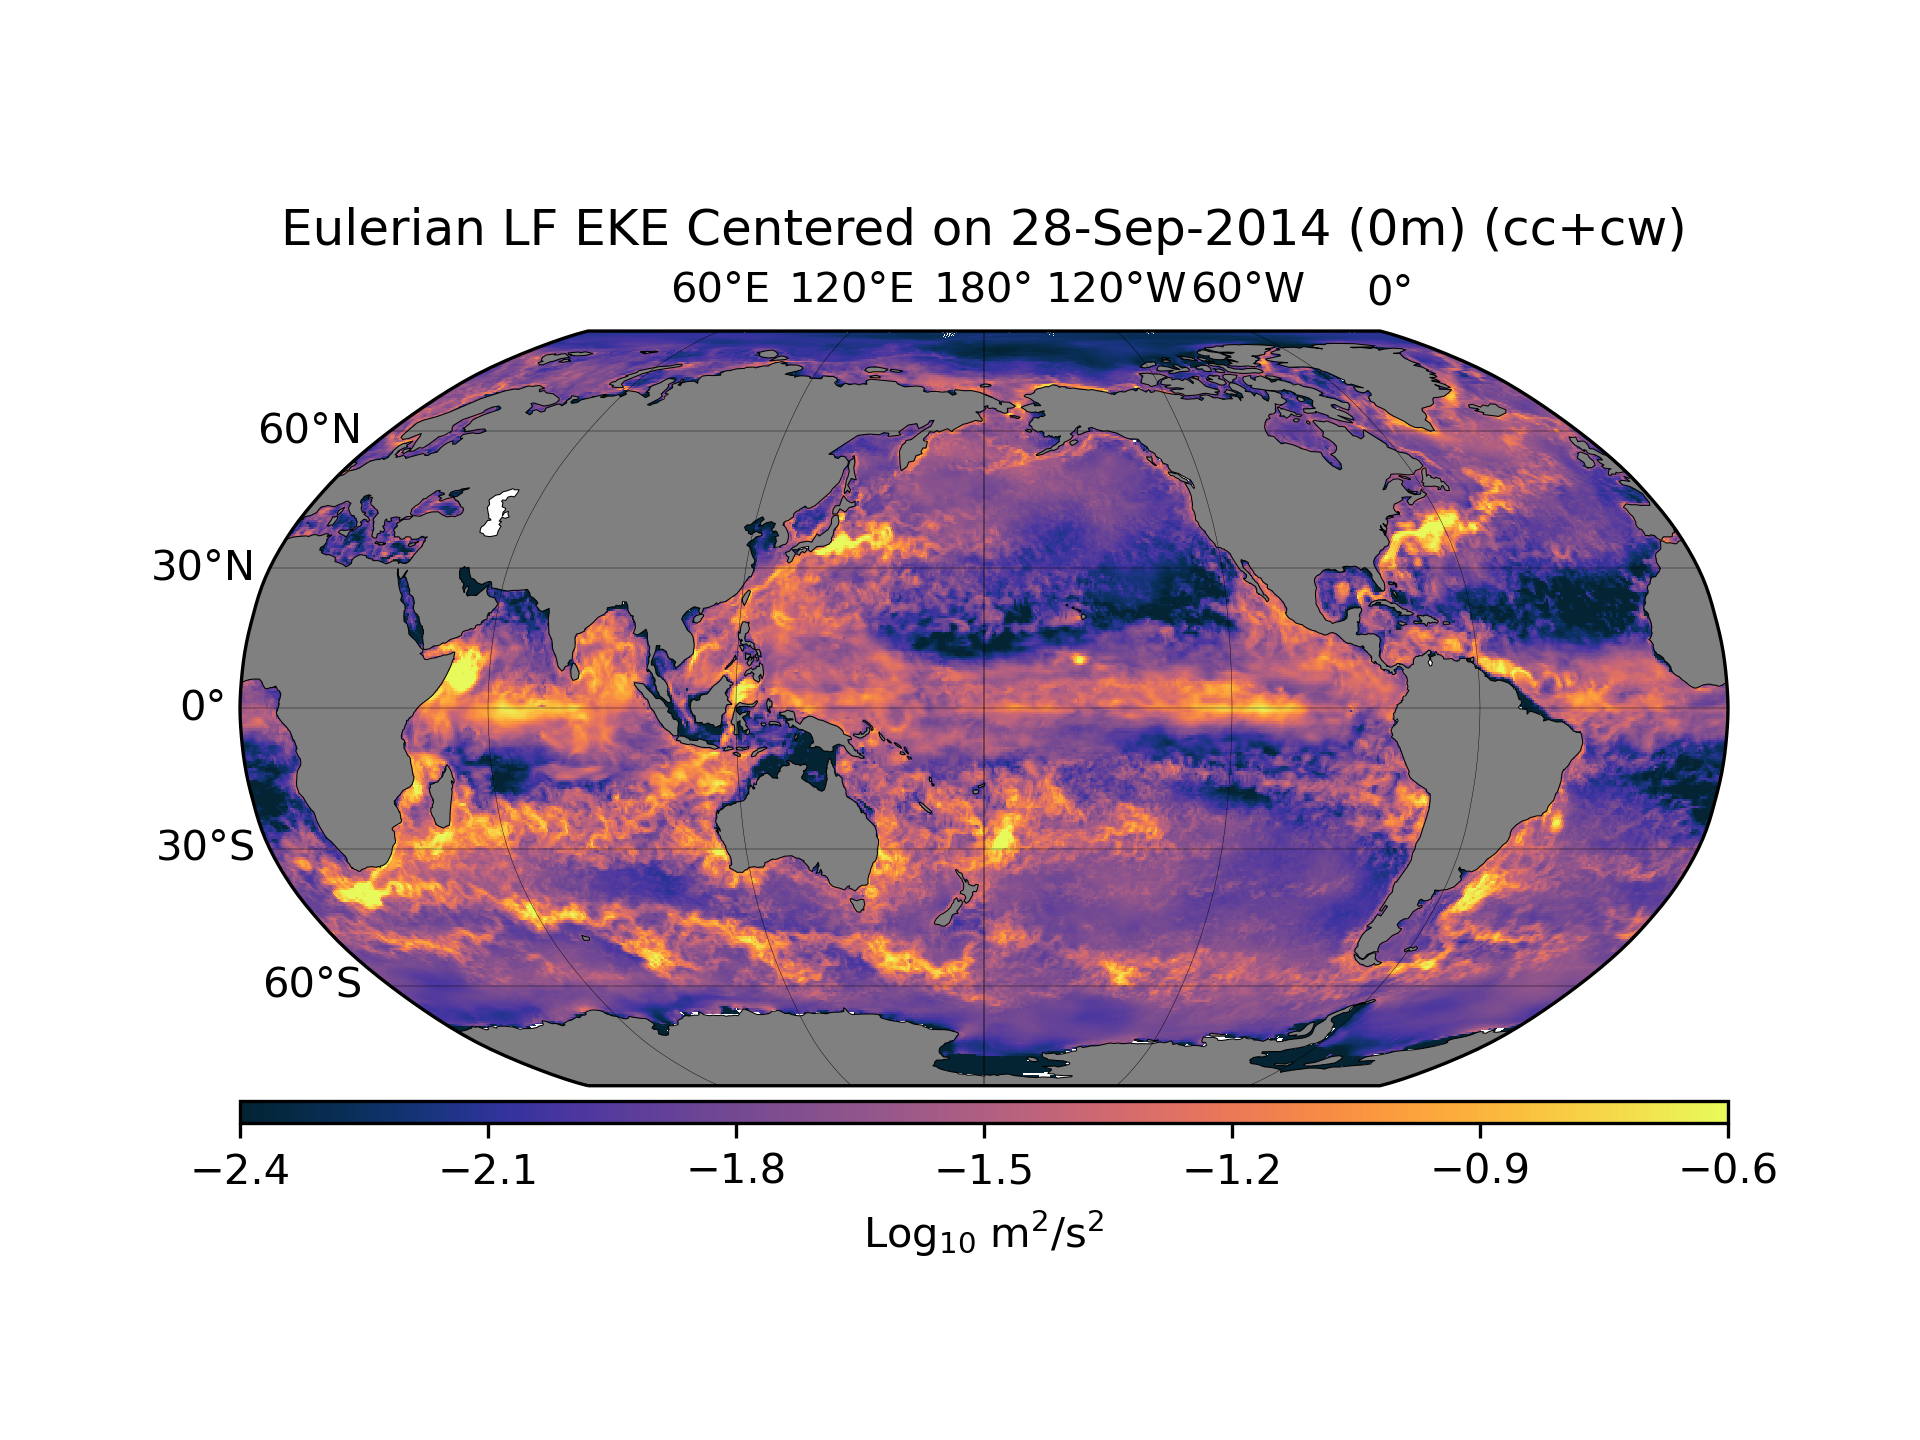 Eulerian LF EKE Centered on 28-Sep-2014 (0m) (cc+cw)
60°E 120°E 180° 120°W 60°W 0°
60°N
30°N
0°
30°S
60°S
−2.4 −2.1 −1.8 −1.5 −1.2 −0.9 −0.6
Log₁₀ m²/s²